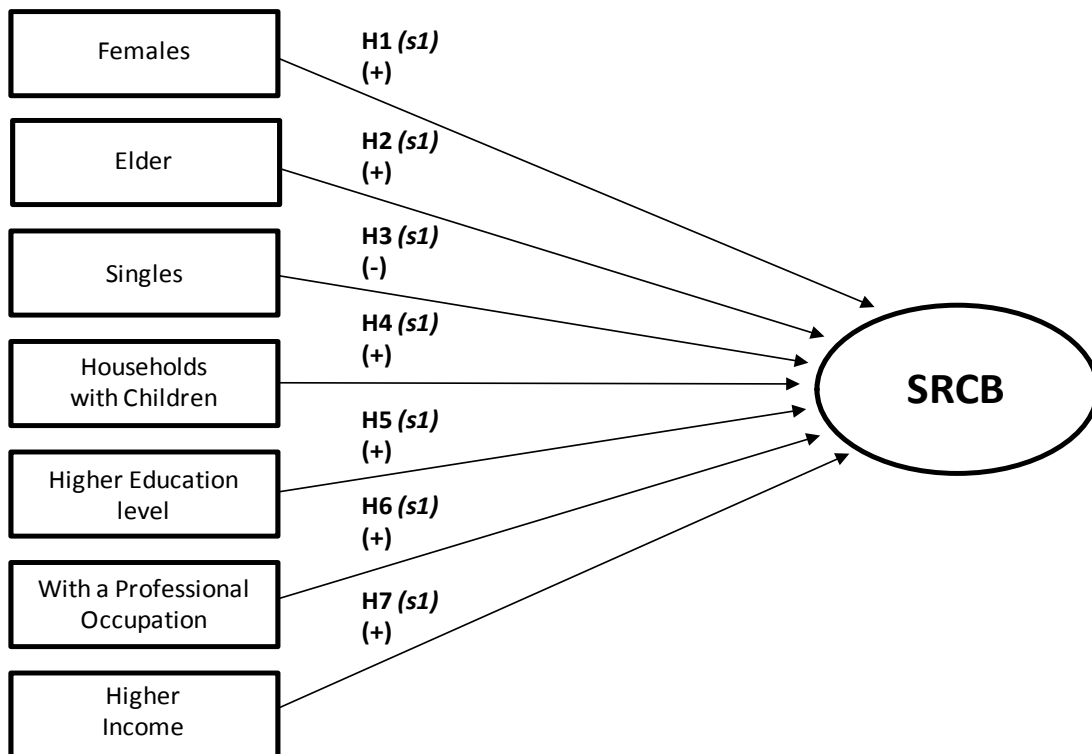 Females
H1 (s1)
(+)
Elder
H2 (s1)
(+)
Singles
H3 (s1)
(-)
Households
with Children
H4 (s1)
(+)
Higher Education
level
H5 (s1)
(+)
With a Professional
Occupation
H6 (s1)
(+)
Higher
Income
H7 (s1)
(+)
SRCB